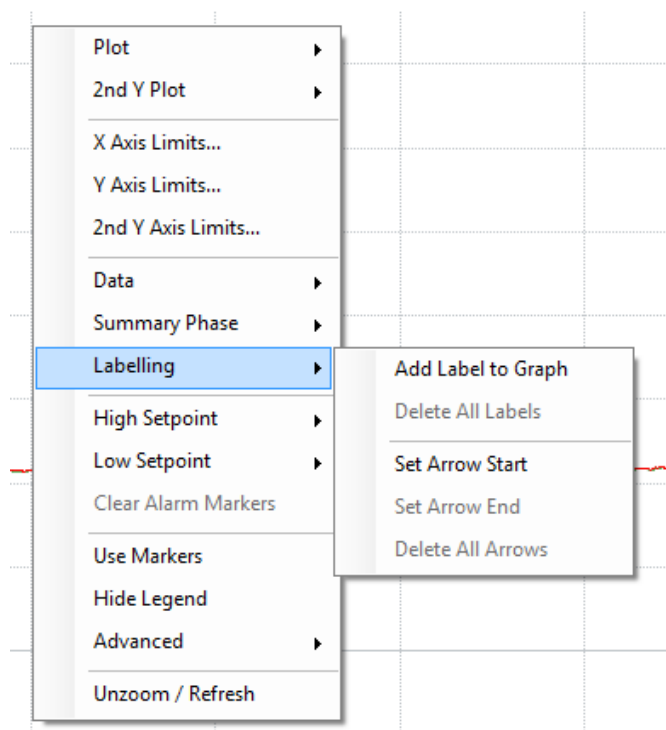 Plot
2nd Y Plot
X Axis Limits...
Y Axis Limits...
2nd Y Axis Limits...
Data
Summary Phase
Labelling
High Setpoint
Low Setpoint
Clear Alarm Markers
Use Markers
Hide Legend
Advanced
Unzoom / Refresh
Add Label to Graph
Delete All Labels
Set Arrow Start
Set Arrow End
Delete All Arrows